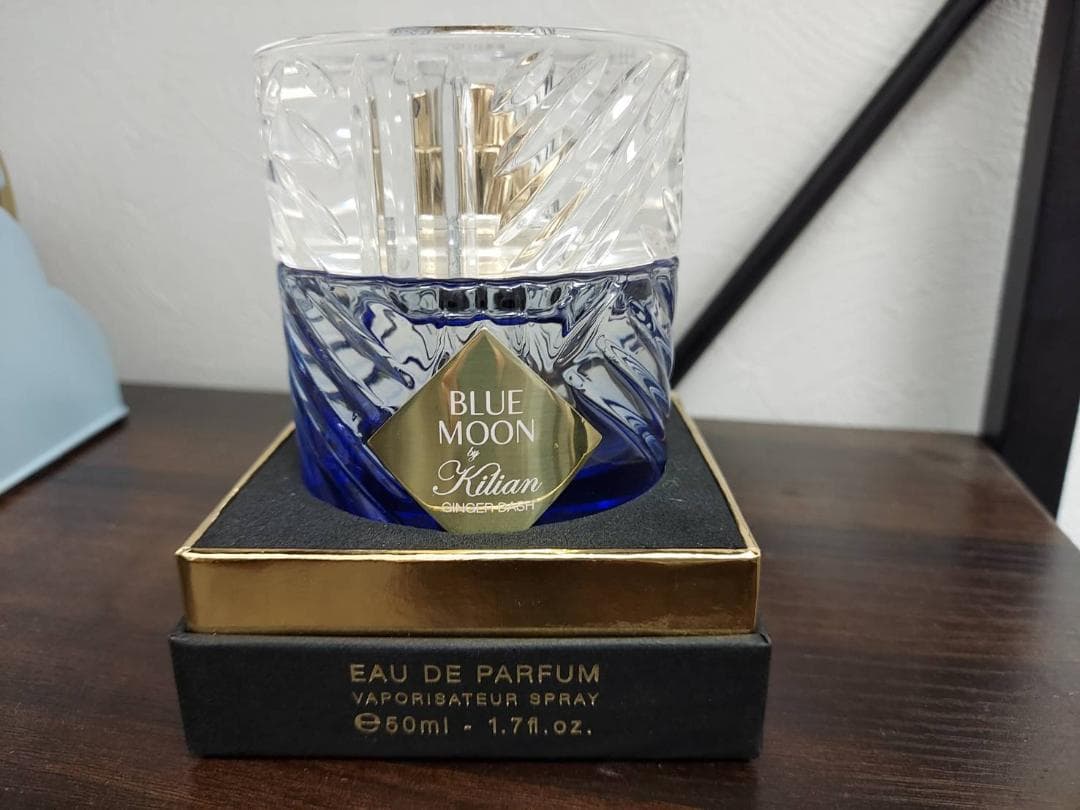 BLUE
MOON
by
Kilian
GINGER DASH
EAU DE PARFUM
VAPORISATEUR SPRAY
℮50ml - 1.7fl.oz.